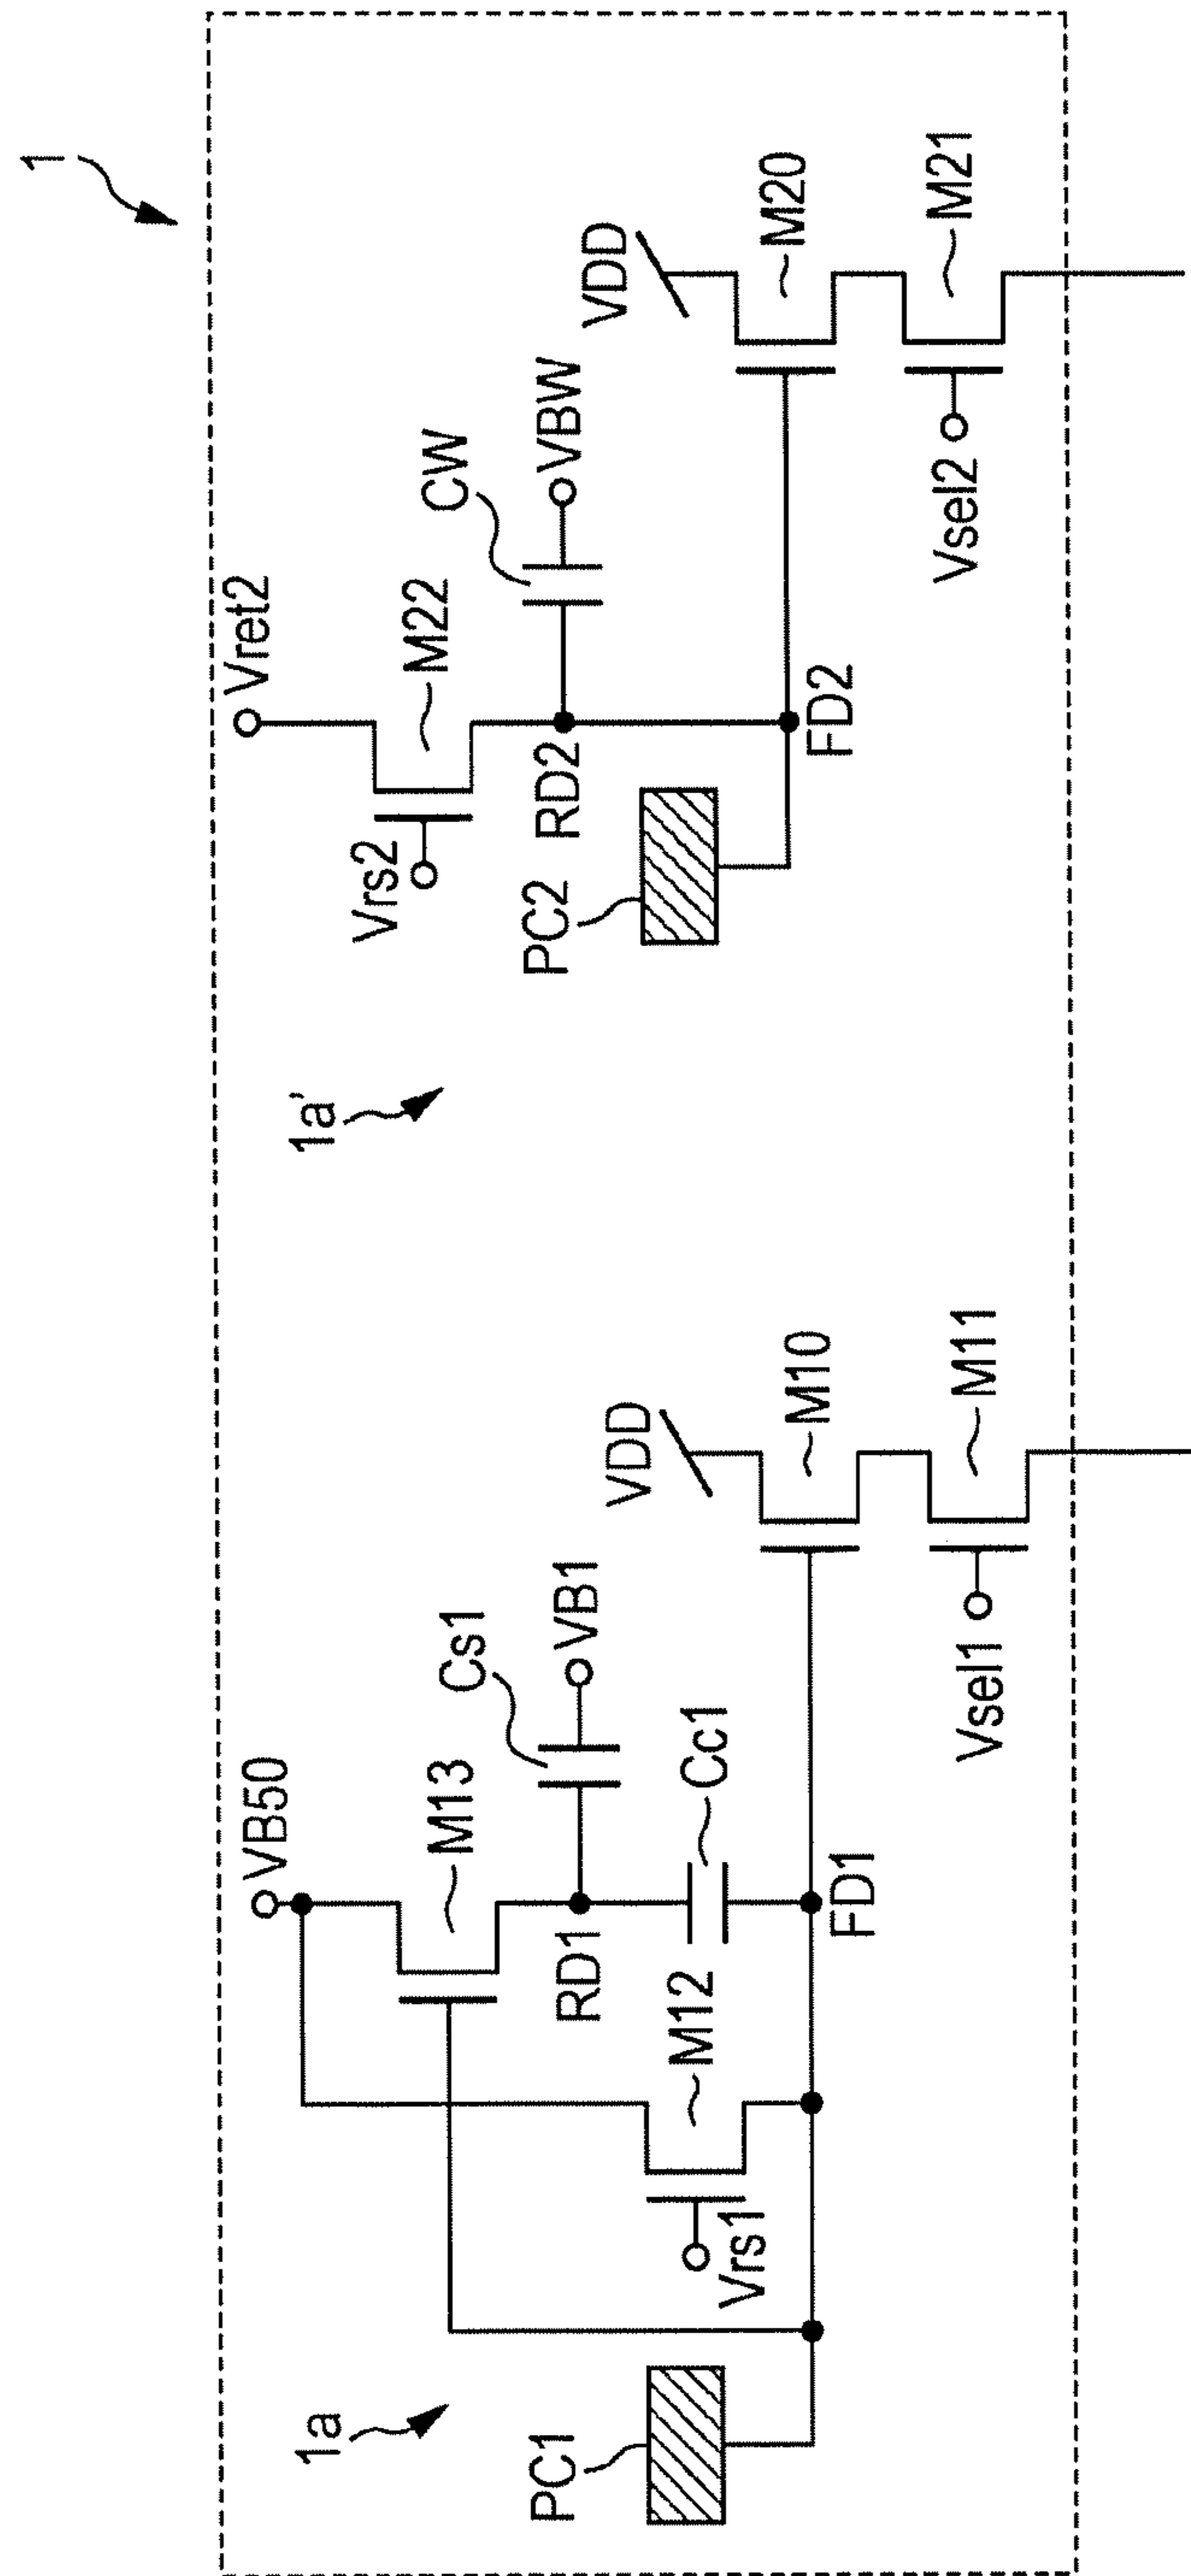 1
1a
VB50
M13
Cs1
VB1
RD1
Cc1
M12
Vrs1
PC1
FD1
VDD
M10
M11
Vsel1
1a'
Vret2
M22
Vrs2
CW
VBW
RD2
PC2
FD2
VDD
M20
M21
Vsel2